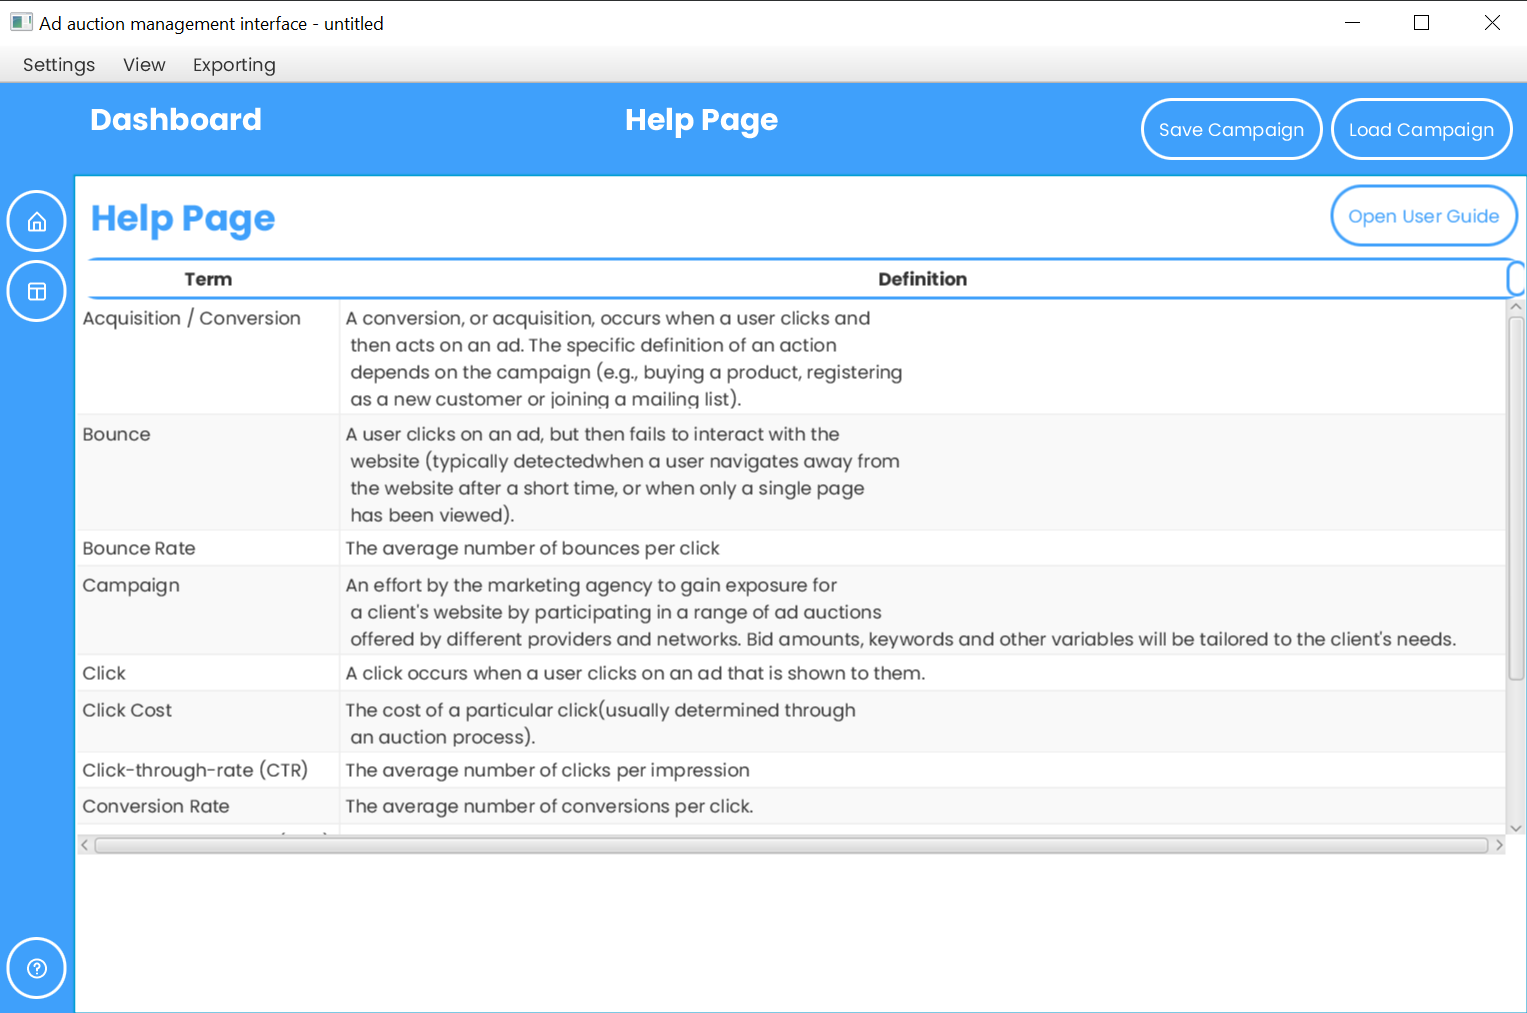 Ad auction management interface - untitled
Settings View Exporting
Dashboard
Help Page
Save Campaign
Load Campaign
Help Page
Open User Guide
Term Definition
Acquisition / Conversion
A conversion, or acquisition, occurs when a user clicks and
then acts on an ad. The specific definition of an action
depends on the campaign (e.g., buying a product, registering
as a new customer or joining a mailing list).
Bounce
A user clicks on an ad, but then fails to interact with the
website (typically detectedwhen a user navigates away from
the website after a short time, or when only a single page
has been viewed).
Bounce Rate
The average number of bounces per click
Campaign
An effort by the marketing agency to gain exposure for
a client's website by participating in a range of ad auctions
offered by different providers and networks. Bid amounts, keywords and other variables will be tailored to the client's needs.
Click
A click occurs when a user clicks on an ad that is shown to them.
Click Cost
The cost of a particular click(usually determined through
an auction process).
Click-through-rate (CTR)
The average number of clicks per impression
Conversion Rate
The average number of conversions per click.